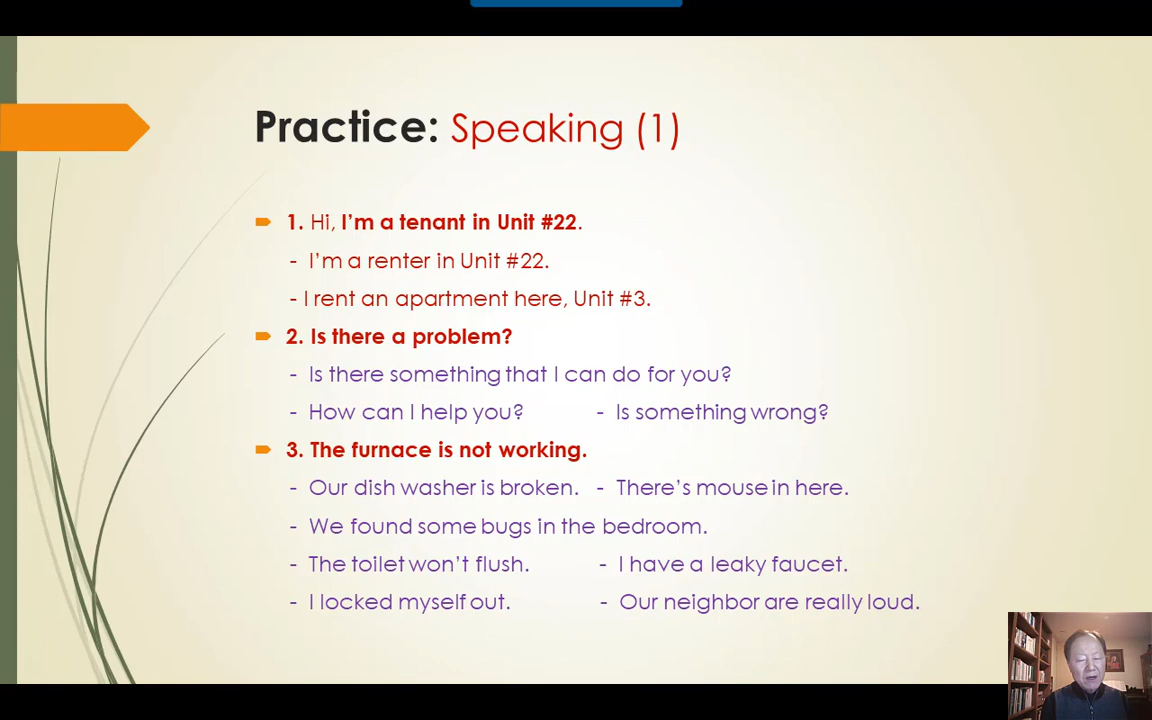 Practice: Speaking (1)
1. Hi, I'm a tenant in Unit #22.
- I'm a renter in Unit #22.
- I rent an apartment here, Unit #3.
2. Is there a problem?
- Is there something that I can do for you?
- How can I help you? - Is something wrong?
3. The furnace is not working.
- Our dish washer is broken. - There's mouse in here.
- We found some bugs in the bedroom.
- The toilet won't flush. - I have a leaky faucet.
- I locked myself out. - Our neighbor are really loud.